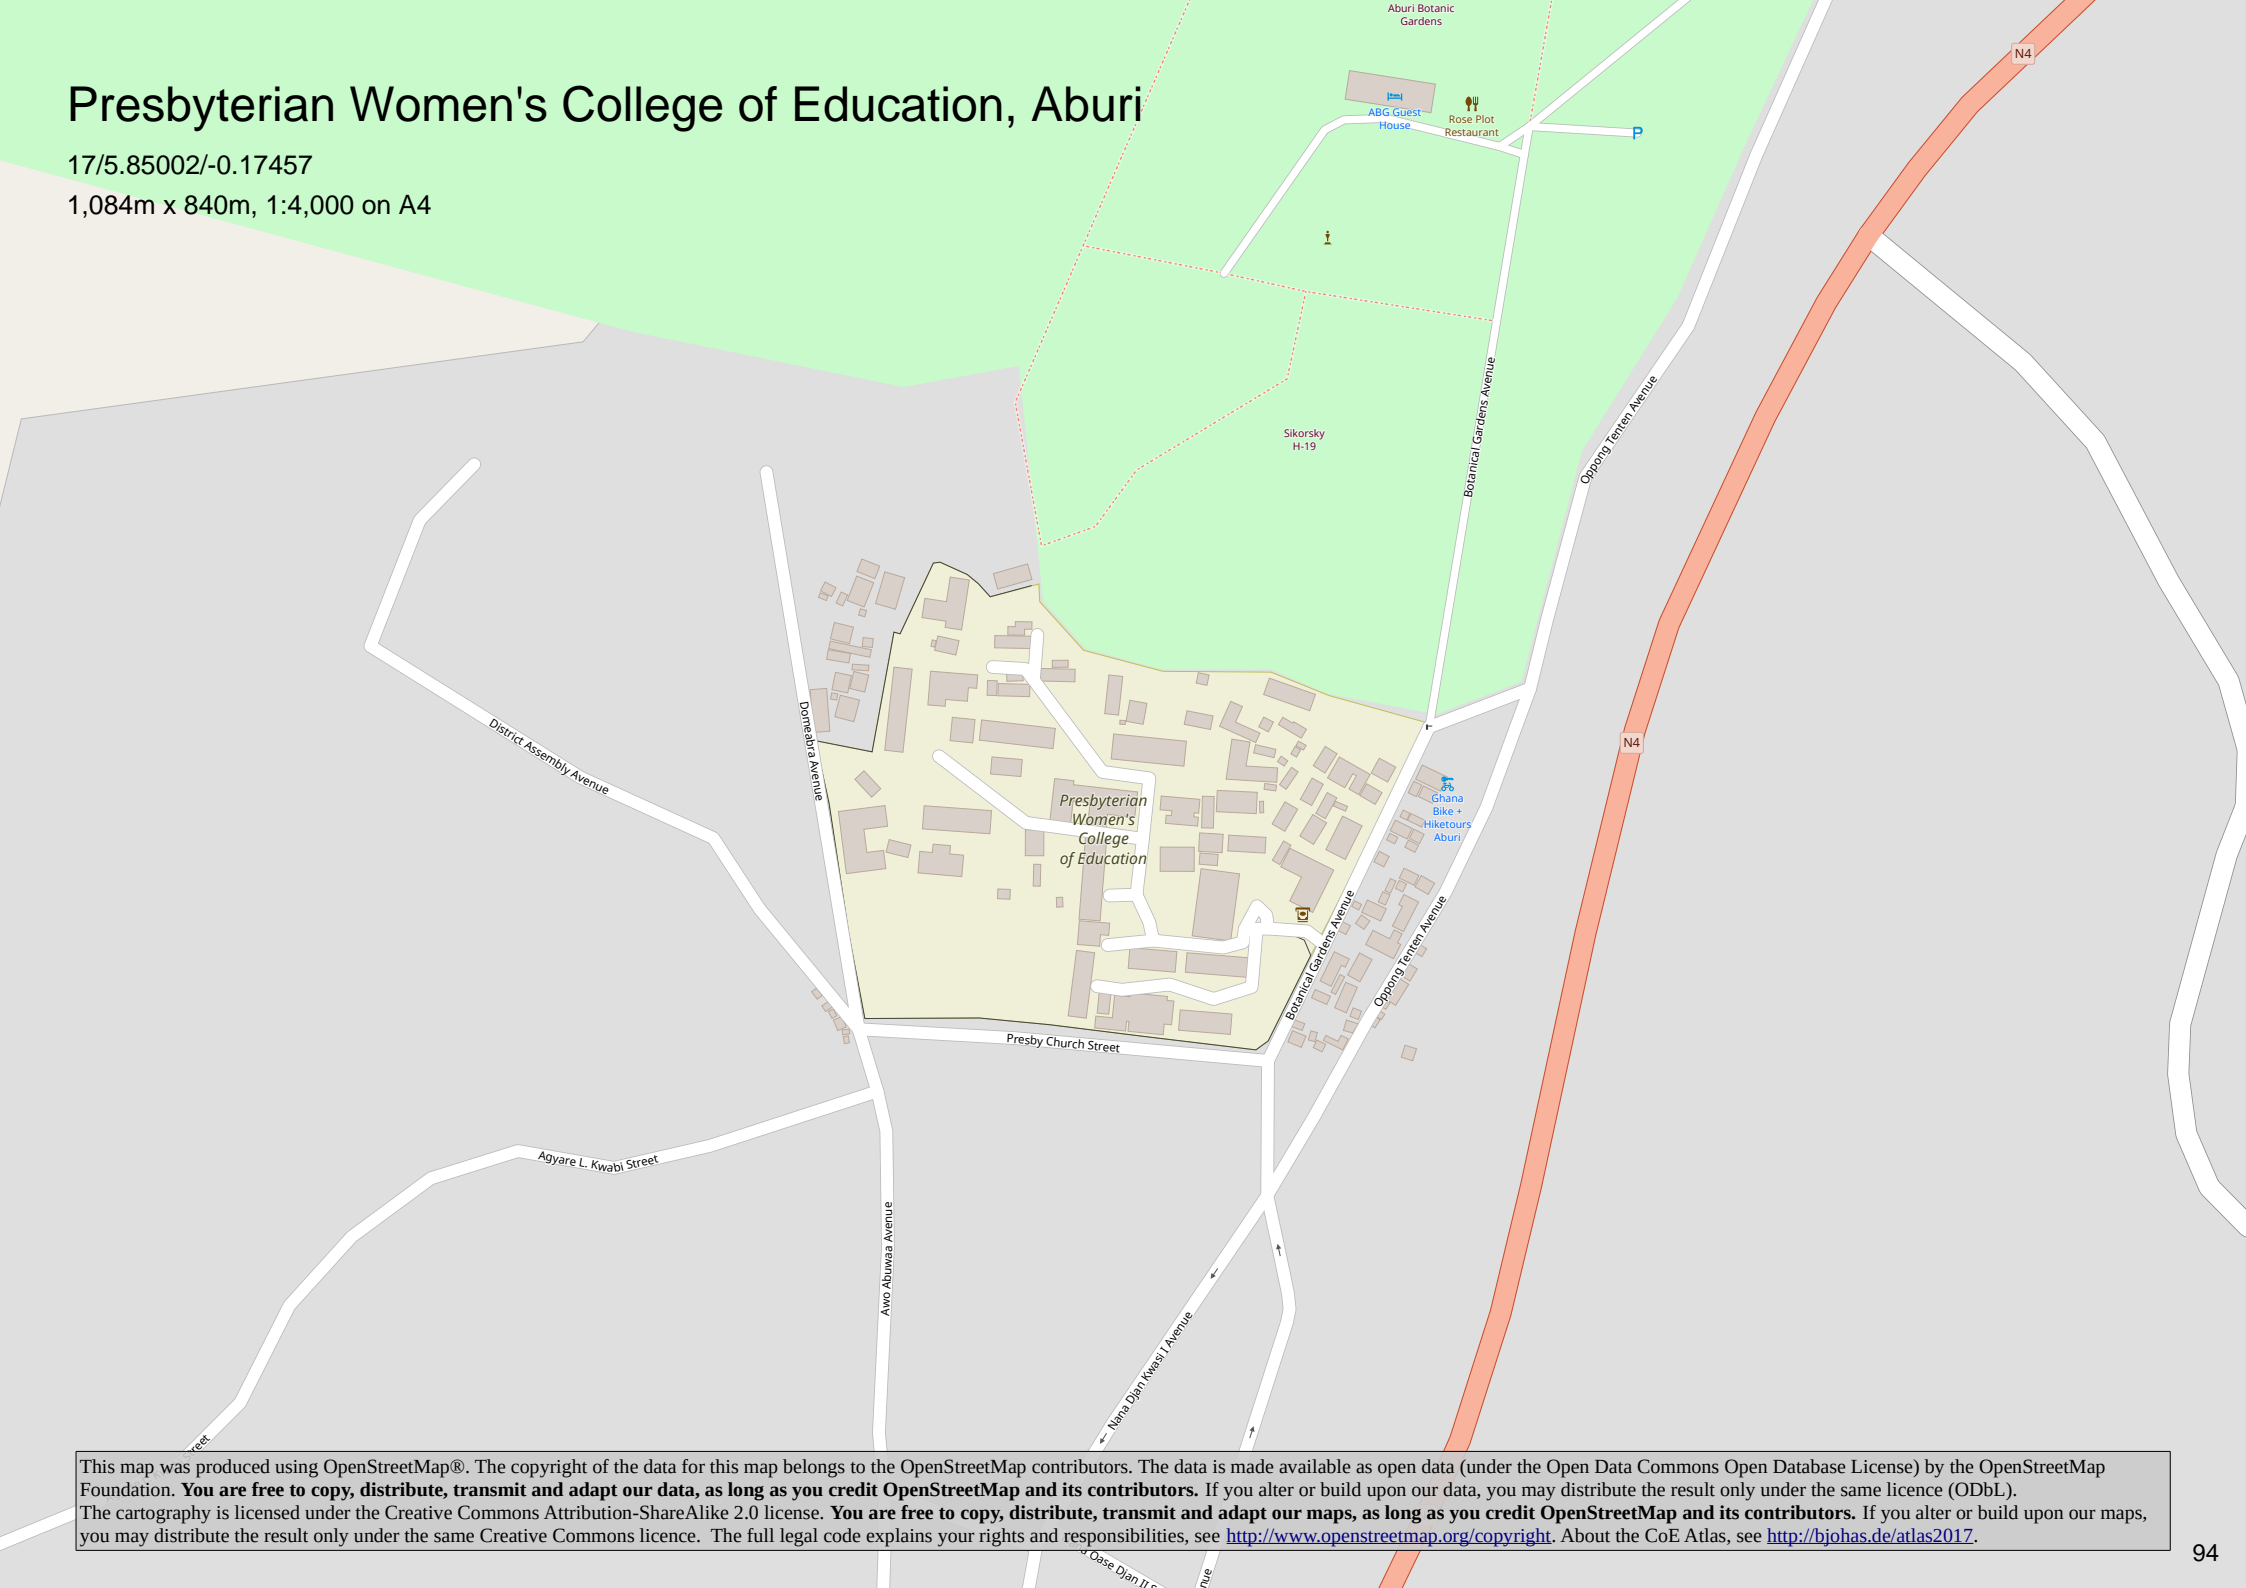 Aburi Botanic
Gardens
N4
Presbyterian Women's College of Education, Aburi
17/5.85002/-0.17457
1,084m x 840m, 1:4,000 on A4
ABG Guest
House
Rose Plot
Restaurant
P
Botanical Gardens Avenue
Oppong Tenten Avenue
Sikorsky
H-19
District Assembly Avenue
Domeabra Avenue
N4
Presbyterian
Women's
College
of Education
Ghana
Bike +
Hiketours
Aburi
Botanical Gardens Avenue
Oppong Tenten Avenue
Presby Church Street
Agyare L. Kwabi Street
Awo Abuwaa Avenue
Nana Djan Kwasi I Avenue
This map was produced using OpenStreetMap®. The copyright of the data for this map belongs to the OpenStreetMap contributors. The data is made available as open data (under the Open Data Commons Open Database License) by the OpenStreetMap
Foundation. You are free to copy, distribute, transmit and adapt our data, as long as you credit OpenStreetMap and its contributors. If you alter or build upon our data, you may distribute the result only under the same licence (ODbL).
The cartography is licensed under the Creative Commons Attribution-ShareAlike 2.0 license. You are free to copy, distribute, transmit and adapt our maps, as long as you credit OpenStreetMap and its contributors. If you alter or build upon our maps,
you may distribute the result only under the same Creative Commons licence. The full legal code explains your rights and responsibilities, see http://www.openstreetmap.org/copyright. About the CoE Atlas, see http://bjohas.de/atlas2017.
Oase Djan II
94